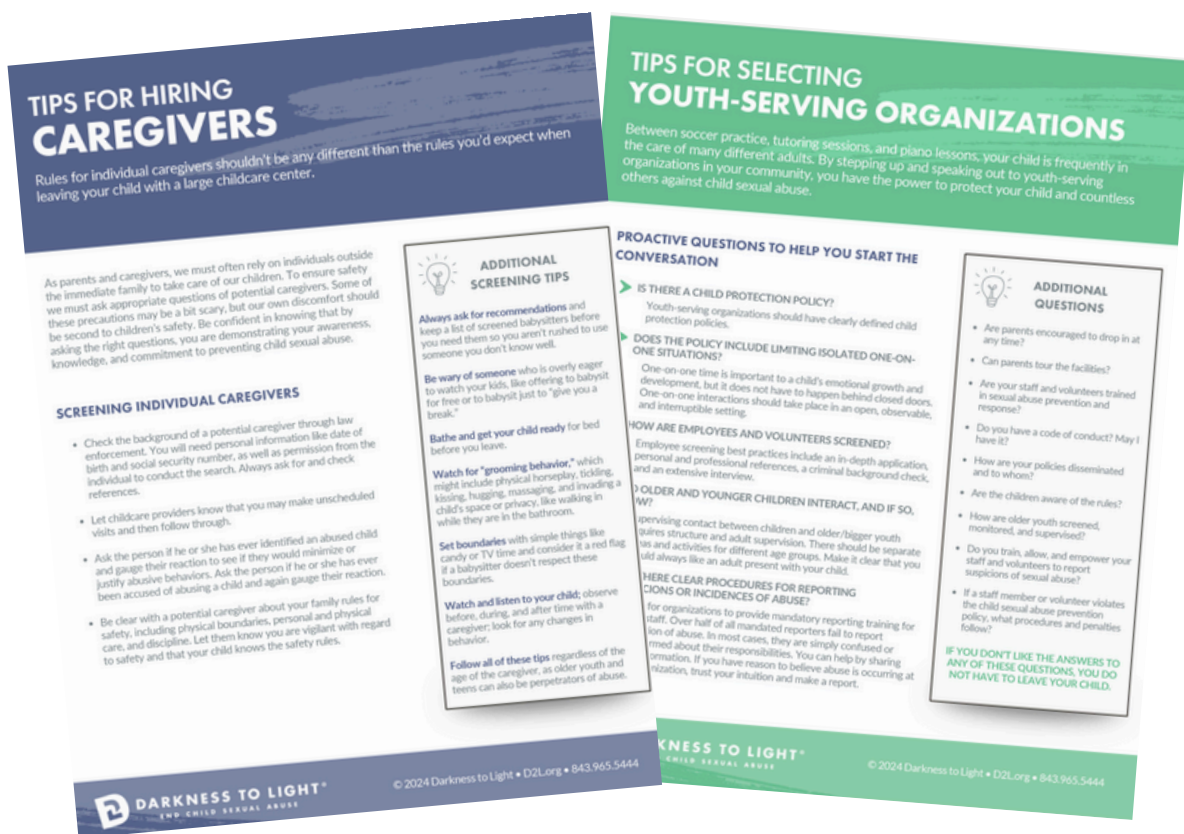 TIPS FOR HIRING
CAREGIVERS
Rules for individual caregivers shouldn't be any different than the rules you'd expect when
leaving your child with a large childcare center.
As parents and caregivers, we must often rely on individuals outside
the immediate family to take care of our children. To ensure safety
we must ask appropriate questions of potential caregivers. Some of
these precautions may be a bit scary, but our own discomfort should
be second to children's safety. Be confident in knowing that by
asking the right questions, you are demonstrating your awareness,
knowledge, and commitment to preventing child sexual abuse.
SCREENING INDIVIDUAL CAREGIVERS
• Check the background of a potential caregiver through law
enforcement. You will need personal information like date of
birth and social security number, as well as permission from the
individual to conduct the search. Always ask for and check
references.
• Let childcare providers know that you may make unscheduled
visits and then follow through.
• Ask the person if he or she has ever identified an abused child
and gauge their reaction to see if they would minimize or
justify abusive behaviors. Ask the person if he or she has ever
been accused of abusing a child and again gauge their reaction.
• Be clear with a potential caregiver about your family rules for
safety, including physical boundaries, personal and physical
care, and discipline. Let them know you are vigilant with regard
to safety and that your child knows the safety rules.
ADDITIONAL
SCREENING TIPS
Always ask for recommendations and
keep a list of screened babysitters before
you need them so you aren't rushed to use
someone you don't know well.
Be wary of someone who is overly eager
to watch your kids, like offering to babysit
for free or to babysit just to "give you a
break."
Bathe and get your child ready for bed
before you leave.
Watch for "grooming behavior," which
might include physical horseplay, tickling,
kissing, hugging, massaging, and invading a
child's space or privacy, like walking in
while they are in the bathroom.
Set boundaries with simple things like
candy or TV time and consider it a red flag
if a babysitter doesn't respect these
boundaries.
Watch and listen to your child; observe
before, during, and after time with a
caregiver; look for any changes in
behavior.
Follow all of these tips regardless of the
age of the caregiver, as older youth and
teens can also be perpetrators of abuse.
DARKNESS TO LIGHT®
END CHILD SEXUAL ABUSE
© 2024 Darkness to Light • D2L.org • 843.965.5444
TIPS FOR SELECTING
YOUTH-SERVING ORGANIZATIONS
Between soccer practice, tutoring sessions, and piano lessons, your child is frequently in
the care of many different adults. By stepping up and speaking out to youth-serving
organizations in your community, you have the power to protect your child and countless
others against child sexual abuse.
PROACTIVE QUESTIONS TO HELP YOU START THE
CONVERSATION
IS THERE A CHILD PROTECTION POLICY?
Youth-serving organizations should have clearly defined child
protection policies.
DOES THE POLICY INCLUDE LIMITING ISOLATED ONE-ON-
ONE SITUATIONS?
One-on-one time is important to a child's emotional growth and
development, but it does not have to happen behind closed doors.
One-on-one interactions should take place in an open, observable,
and interruptible setting.
HOW ARE EMPLOYEES AND VOLUNTEERS SCREENED?
Employee screening best practices include an in-depth application,
personal and professional references, a criminal background check,
and an extensive interview.
OLDER AND YOUNGER CHILDREN INTERACT, AND IF SO,
OW?
upervising contact between children and older/bigger youth
quires structure and adult supervision. There should be separate
as and activities for different age groups. Make it clear that you
uld always like an adult present with your child.
HERE CLEAR PROCEDURES FOR REPORTING
CIONS OR INCIDENCES OF ABUSE?
for organizations to provide mandatory reporting training for
staff. Over half of all mandated reporters fail to report
ion of abuse. In most cases, they are simply confused or
rmed about their responsibilities. You can help by sharing
ormation. If you have reason to believe abuse is occurring at
nization, trust your intuition and make a report.
ADDITIONAL
QUESTIONS
• Are parents encouraged to drop in at
any time?
• Can parents tour the facilities?
• Are your staff and volunteers trained
in sexual abuse prevention and
response?
• Do you have a code of conduct? May I
have it?
• How are your policies disseminated
and to whom?
• Are the children aware of the rules?
• How are older youth screened,
monitored, and supervised?
• Do you train, allow, and empower your
staff and volunteers to report
suspicions of sexual abuse?
• If a staff member or volunteer violates
the child sexual abuse prevention
policy, what procedures and penalties
follow?
IF YOU DON'T LIKE THE ANSWERS TO
ANY OF THESE QUESTIONS, YOU DO
NOT HAVE TO LEAVE YOUR CHILD.
KNESS TO LIGHT®
CHILD SEXUAL ABUSE
© 2024 Darkness to Light • D2L.org • 843.965.5444